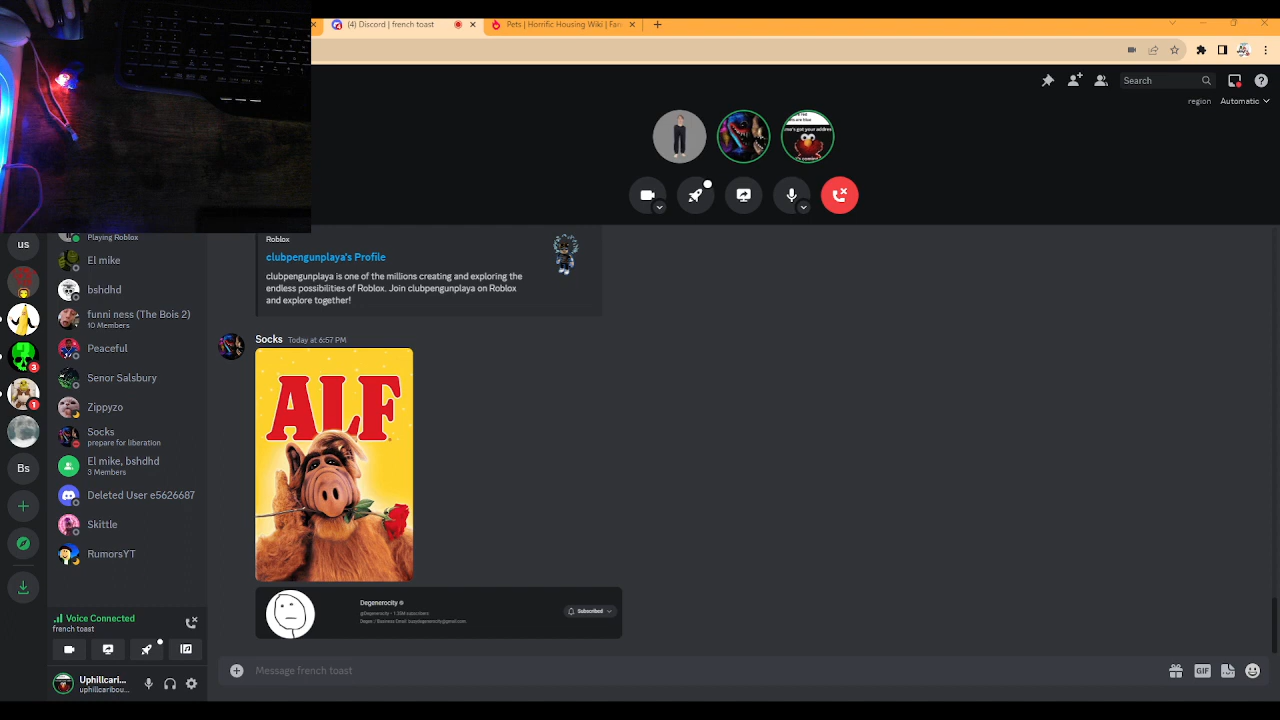 (4) Discord | french toast
Pets | Horrific Housing Wiki | Fan
Search
region Automatic
us
Playing Roblox
El mike
bshdhd
funni ness (The Bois 2)
10 Members
Peaceful
Senor Salsbury
Zippyzo
Socks
prepare for liberation
El mike, bshdhd
3 Members
Deleted User e5626687
Skittle
RumorsYT
3
1
Bs
Voice Connected
french toast
Uphillcari...
uphillcaribou...
Roblox
clubpengunplaya's Profile
clubpengunplaya is one of the millions creating and exploring the
endless possibilities of Roblox. Join clubpengunplaya on Roblox
and explore together!
Socks Today at 6:57 PM
ALF
Degenerocity
Subscribed
Message french toast
GIF